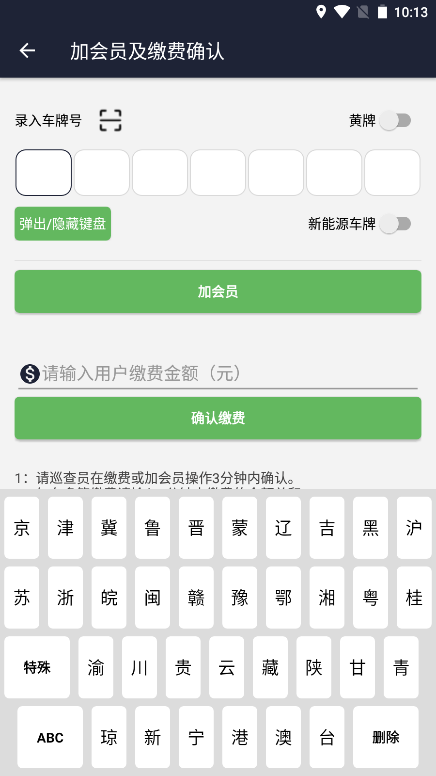 10:13
加会员及缴费确认
录入车牌号 黄牌
弹出/隐藏键盘 新能源车牌
加会员
请输入用户缴费金额（元）
确认缴费
1：请巡查员在缴费或加会员操作3分钟内确认。
京 津 冀 鲁 晋 蒙 辽 吉 黑 沪
苏 浙 皖 闽 赣 豫 鄂 湘 粤 桂
特殊 渝 川 贵 云 藏 陕 甘 青
ABC 琼 新 宁 港 澳 台 删除